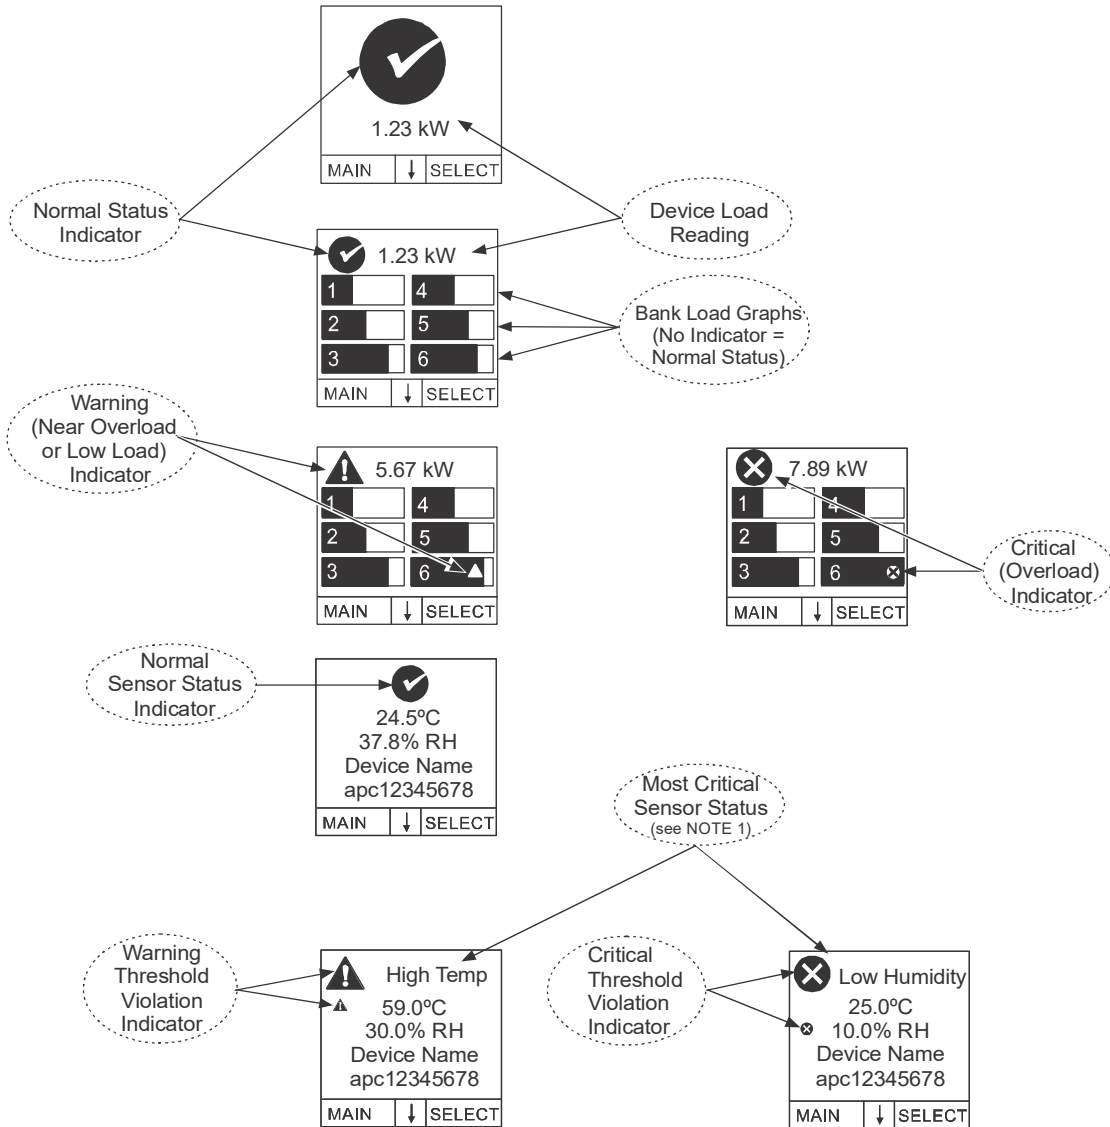 1.23 kW
MAIN ↓ SELECT
Normal Status
Indicator
Device Load
Reading
1.23 kW
1 4
2 5
3 6
MAIN ↓ SELECT
Bank Load Graphs
(No Indicator =
Normal Status)
Warning
(Near Overload
or Low Load)
Indicator
5.67 kW
1 4
2 5
3 6
MAIN ↓ SELECT
7.89 kW
1 4
2 5
3 6
MAIN ↓ SELECT
Critical
(Overload)
Indicator
Normal
Sensor Status
Indicator
24.5ºC
37.8% RH
Device Name
apc12345678
MAIN ↓ SELECT
Most Critical
Sensor Status
(see NOTE 1)
Warning
Threshold
Violation
Indicator
High Temp
59.0ºC
30.0% RH
Device Name
apc12345678
MAIN ↓ SELECT
Critical
Threshold
Violation
Indicator
Low Humidity
25.0ºC
10.0% RH
Device Name
apc12345678
MAIN ↓ SELECT